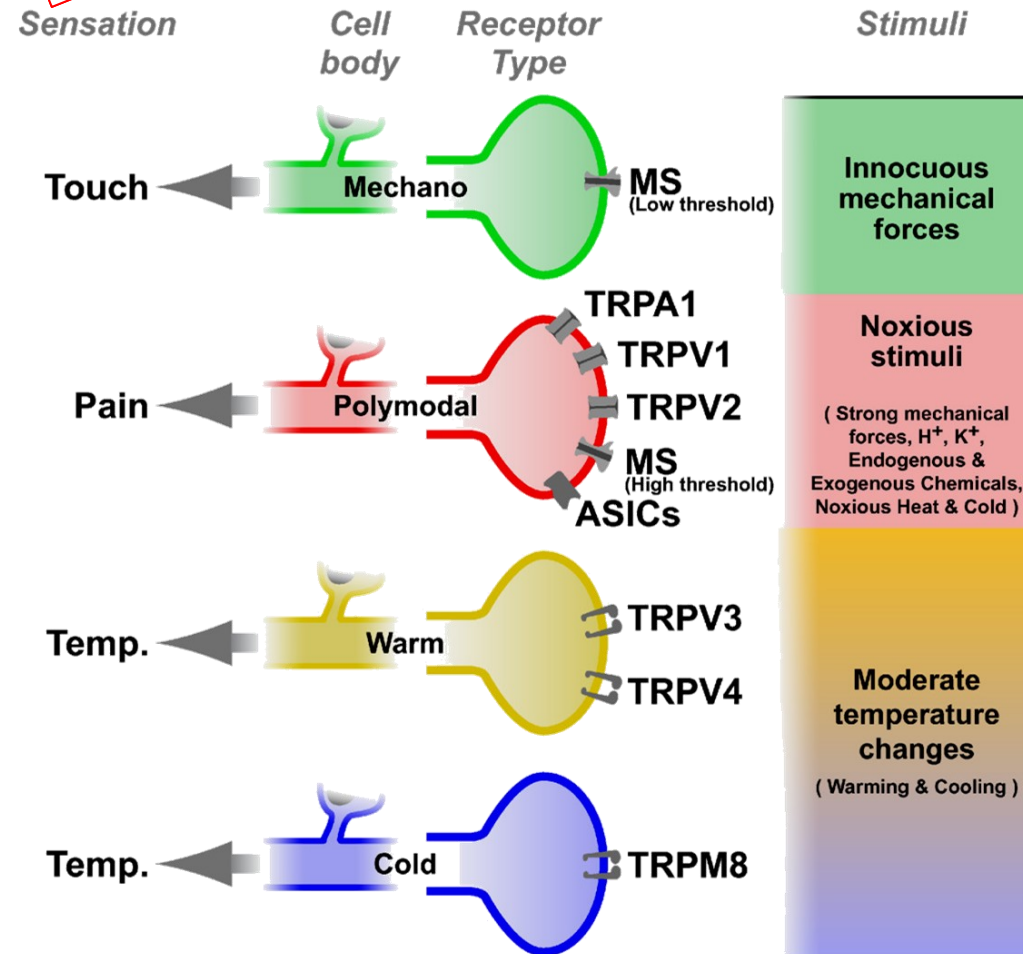 Sensation
Cell
body
Receptor
Type
Stimuli
Touch
Mechano
MS
(Low threshold)
Innocuous
mechanical
forces
Pain
Polymodal
TRPA1
TRPV1
TRPV2
MS
(High threshold)
ASICs
Noxious
stimuli
( Strong mechanical
forces, H⁺, K⁺,
Endogenous &
Exogenous Chemicals,
Noxious Heat & Cold )
Temp.
Warm
TRPV3
TRPV4
Moderate
temperature
changes
( Warming & Cooling )
Temp.
Cold
TRPM8